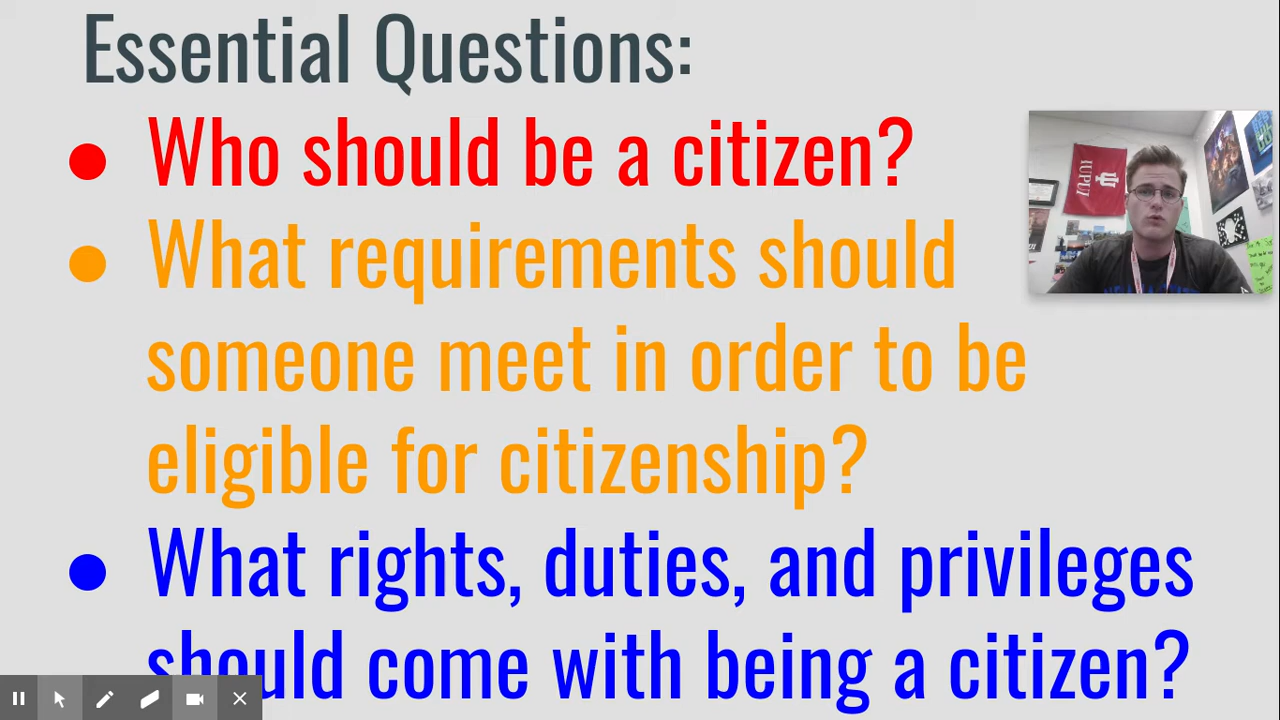 Essential Questions:
● Who should be a citizen?
● What requirements should
someone meet in order to be
eligible for citizenship?
● What rights, duties, and privileges
should come with being a citizen?
IUPUI